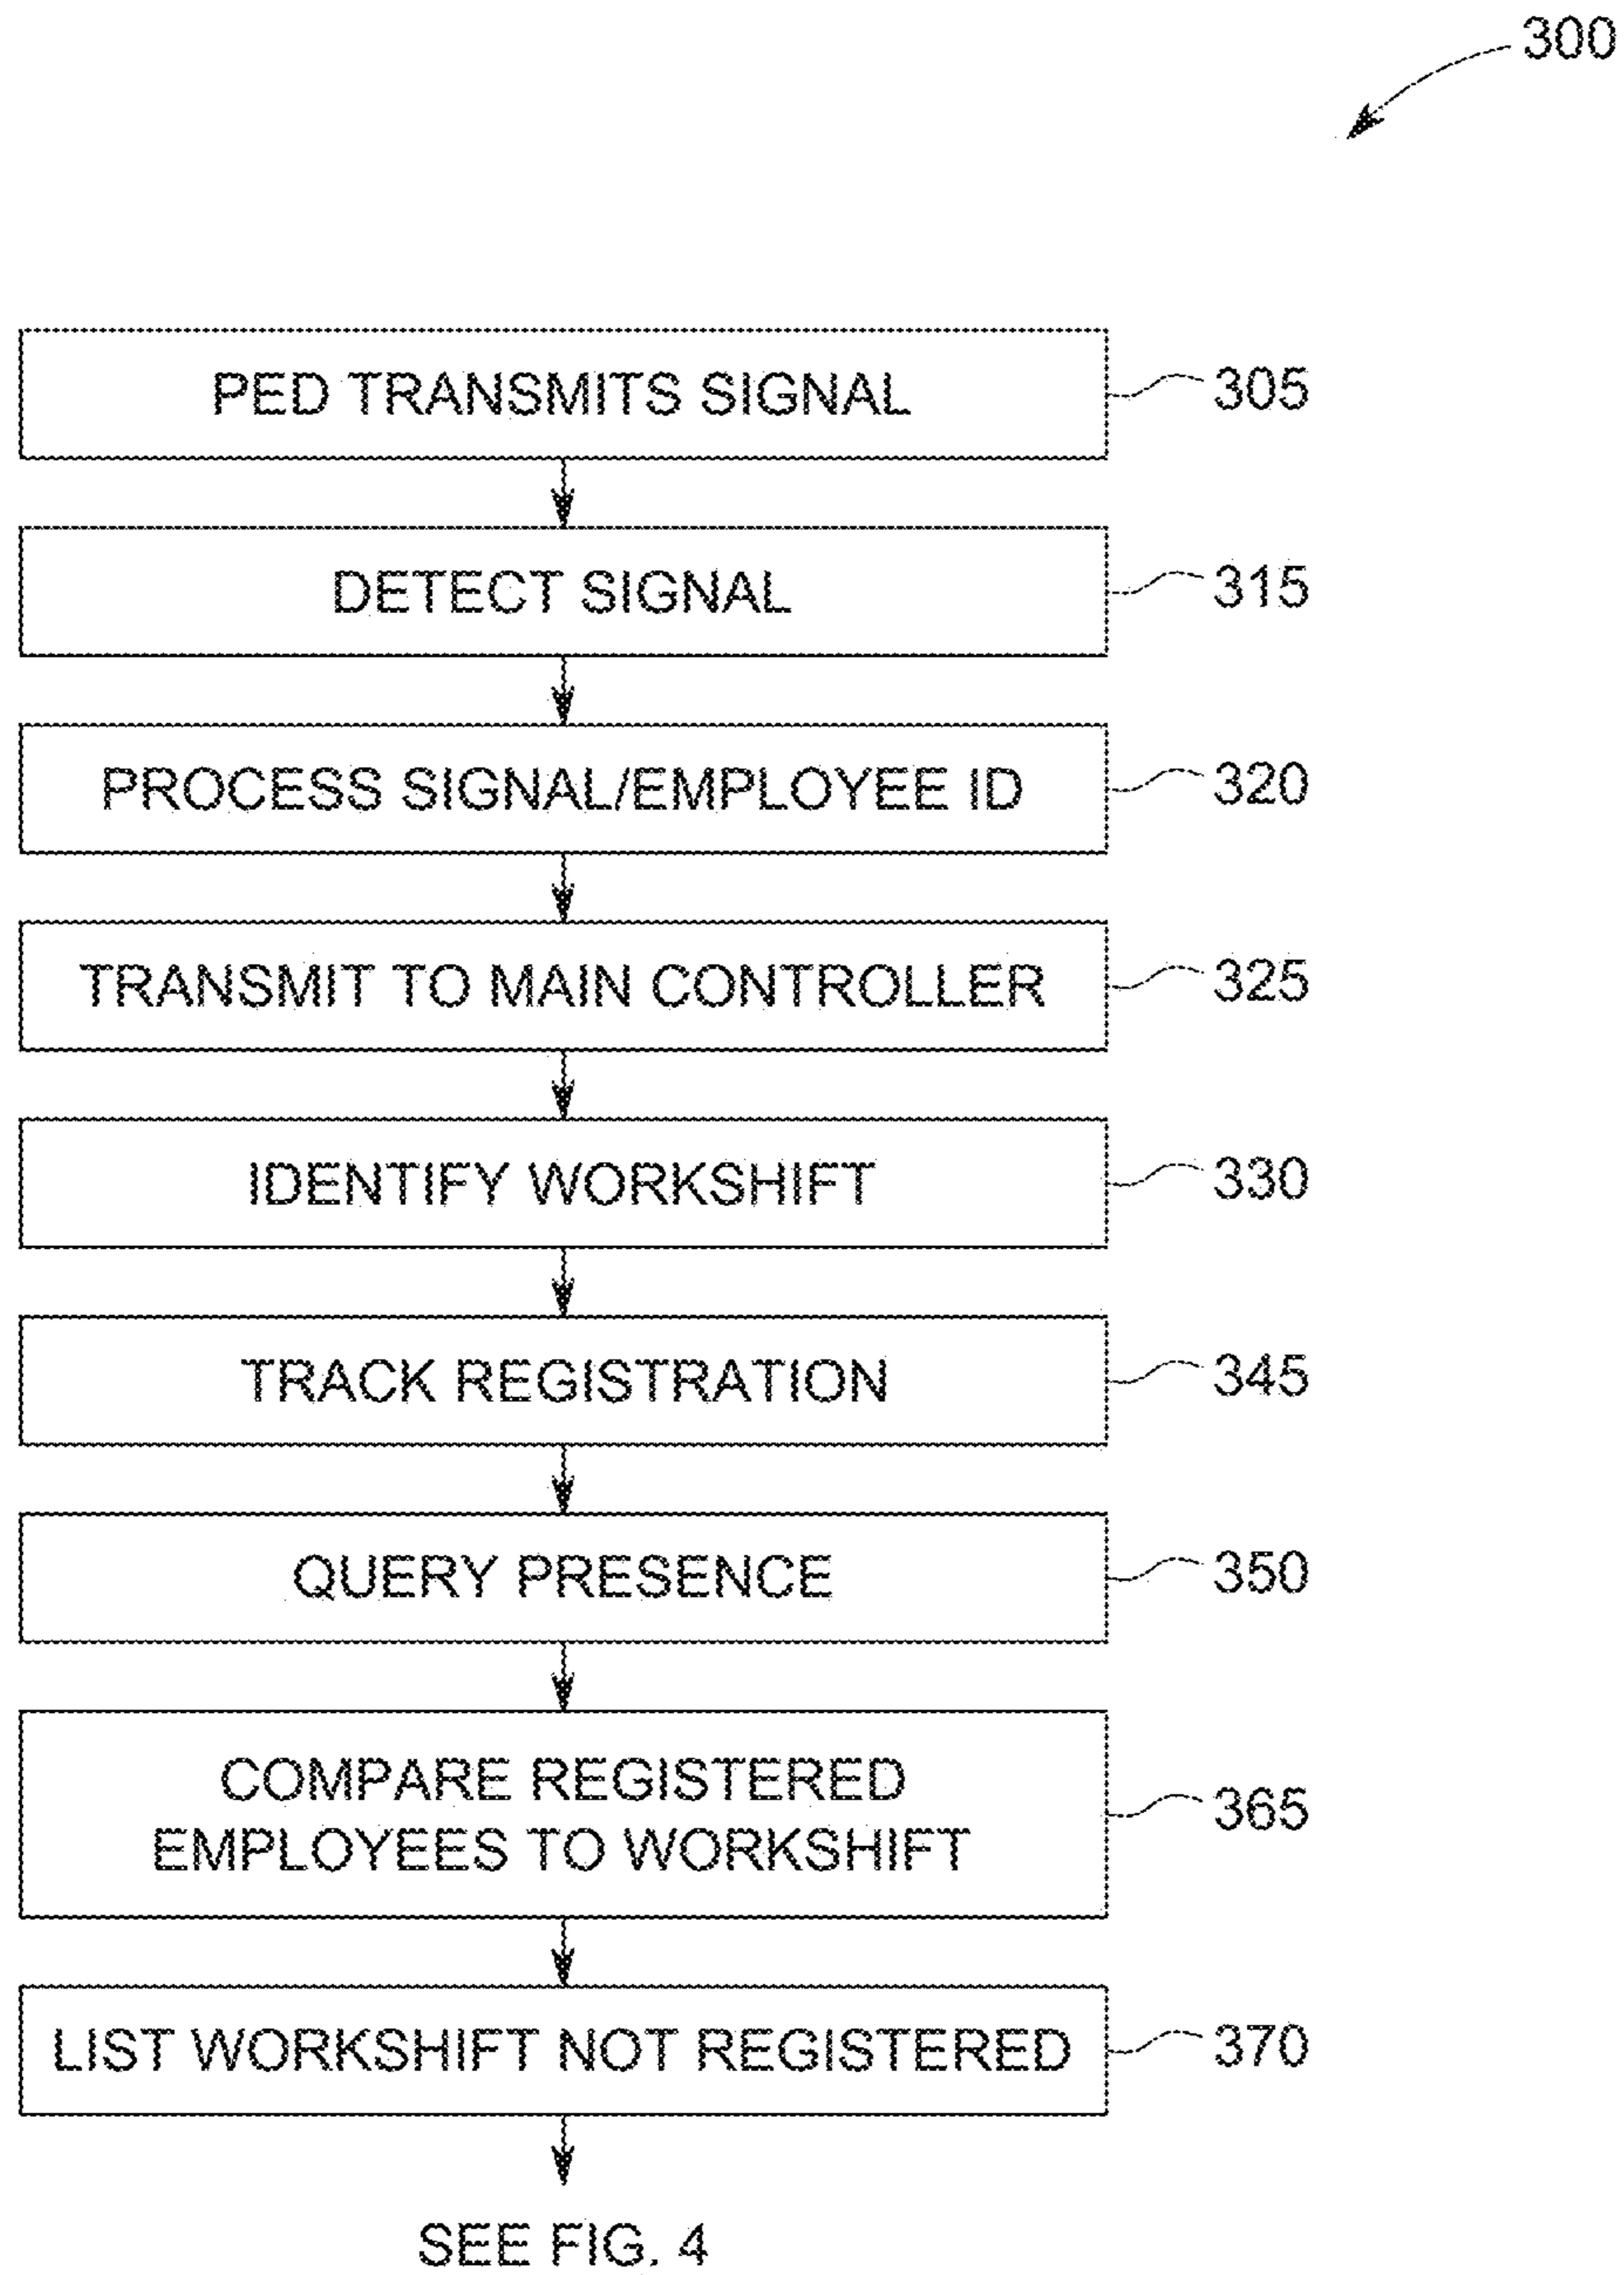 300
PED TRANSMITS SIGNAL
305
DETECT SIGNAL
315
PROCESS SIGNAL/EMPLOYEE ID
320
TRANSMIT TO MAIN CONTROLLER
325
IDENTIFY WORKSHIFT
330
TRACK REGISTRATION
345
QUERY PRESENCE
350
COMPARE REGISTERED
EMPLOYEES TO WORKSHIFT
365
LIST WORKSHIFT NOT REGISTERED
370
SEE FIG. 4